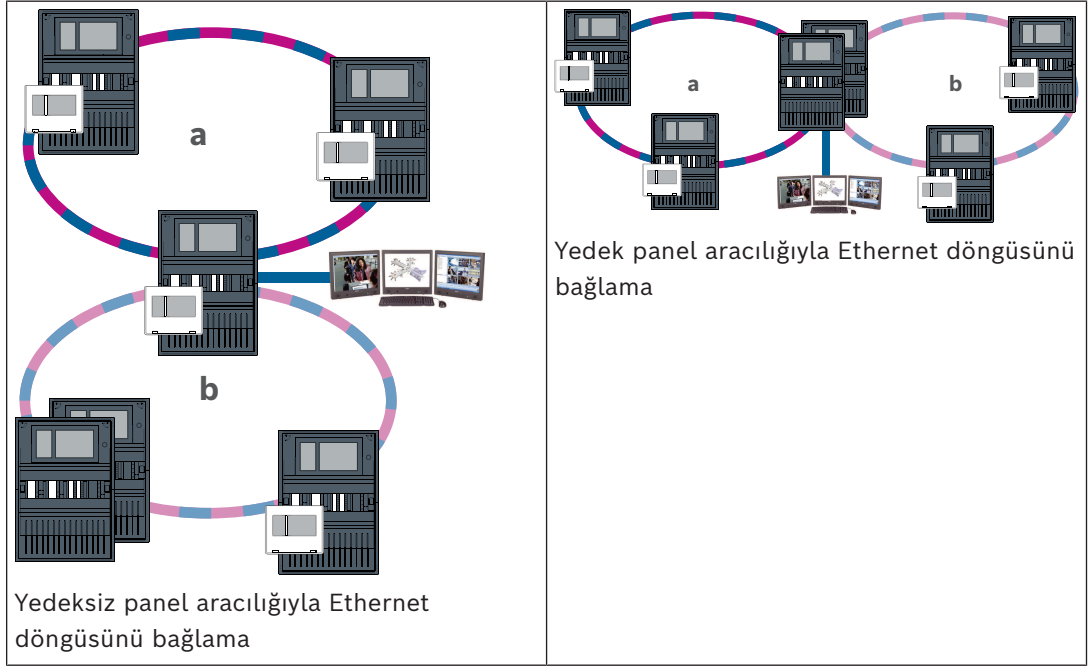 a
b
Yedeksiz panel aracılığıyla Ethernet
döngüsünü bağlama
a
b
Yedek panel aracılığıyla Ethernet döngüsünü
bağlama